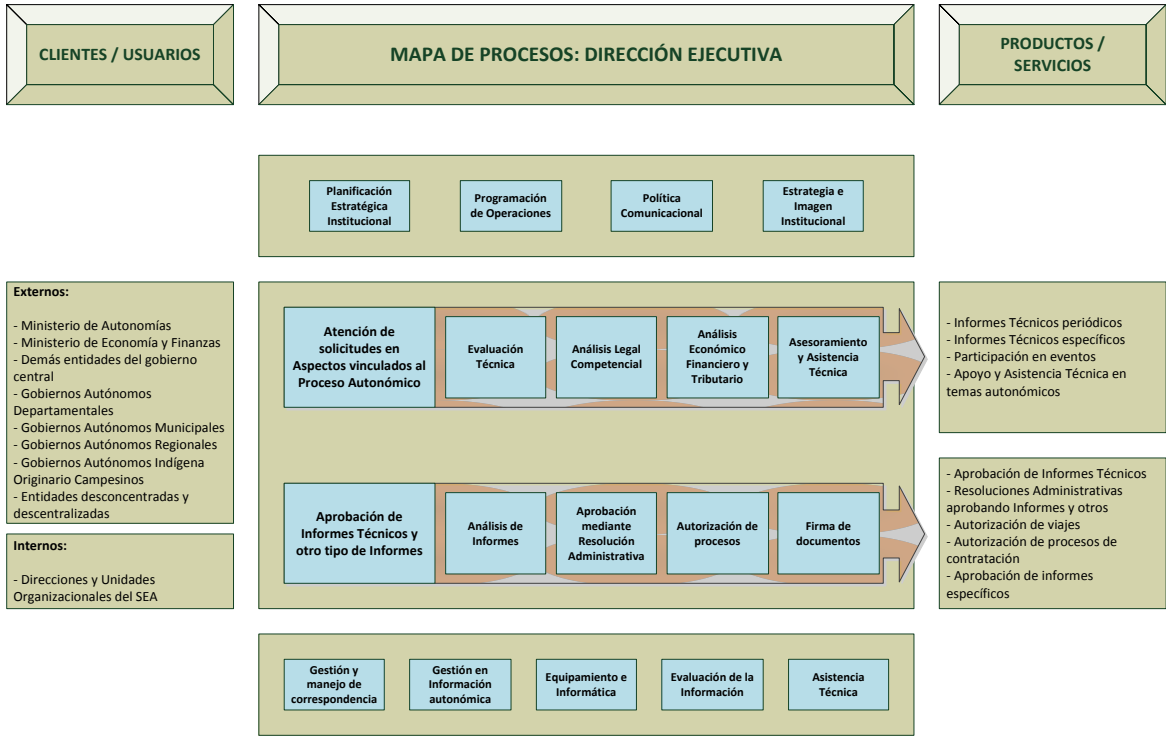 CLIENTES / USUARIOS
MAPA DE PROCESOS: DIRECCIÓN EJECUTIVA
PRODUCTOS /
SERVICIOS
Planificación
Estratégica
Institucional
Programación
de Operaciones
Política
Comunicacional
Estrategia e
Imagen
Institucional
Externos:
- Ministerio de Autonomías
- Ministerio de Economía y Finanzas
- Demás entidades del gobierno
central
- Gobiernos Autónomos
Departamentales
- Gobiernos Autónomos Municipales
- Gobiernos Autónomos Regionales
- Gobiernos Autónomos Indígena
Originario Campesinos
- Entidades desconcentradas y
descentralizadas
Internos:
- Direcciones y Unidades
Organizacionales del SEA
Atención de
solicitudes en
Aspectos vinculados al
Proceso Autonómico
Evaluación
Técnica
Análisis Legal
Competencial
Análisis
Económico
Financiero y
Tributario
Asesoramiento
y Asistencia
Técnica
Aprobación de
Informes Técnicos y
otro tipo de Informes
Análisis de
Informes
Aprobación
mediante
Resolución
Administrativa
Autorización de
procesos
Firma de
documentos
- Informes Técnicos periódicos
- Informes Técnicos específicos
- Participación en eventos
- Apoyo y Asistencia Técnica en
temas autonómicos
- Aprobación de Informes Técnicos
- Resoluciones Administrativas
aprobando Informes y otros
- Autorización de viajes
- Autorización de procesos de
contratación
- Aprobación de informes
específicos
Gestión y
manejo de
correspondencia
Gestión en
Información
autonómica
Equipamiento e
Informática
Evaluación de la
Información
Asistencia
Técnica